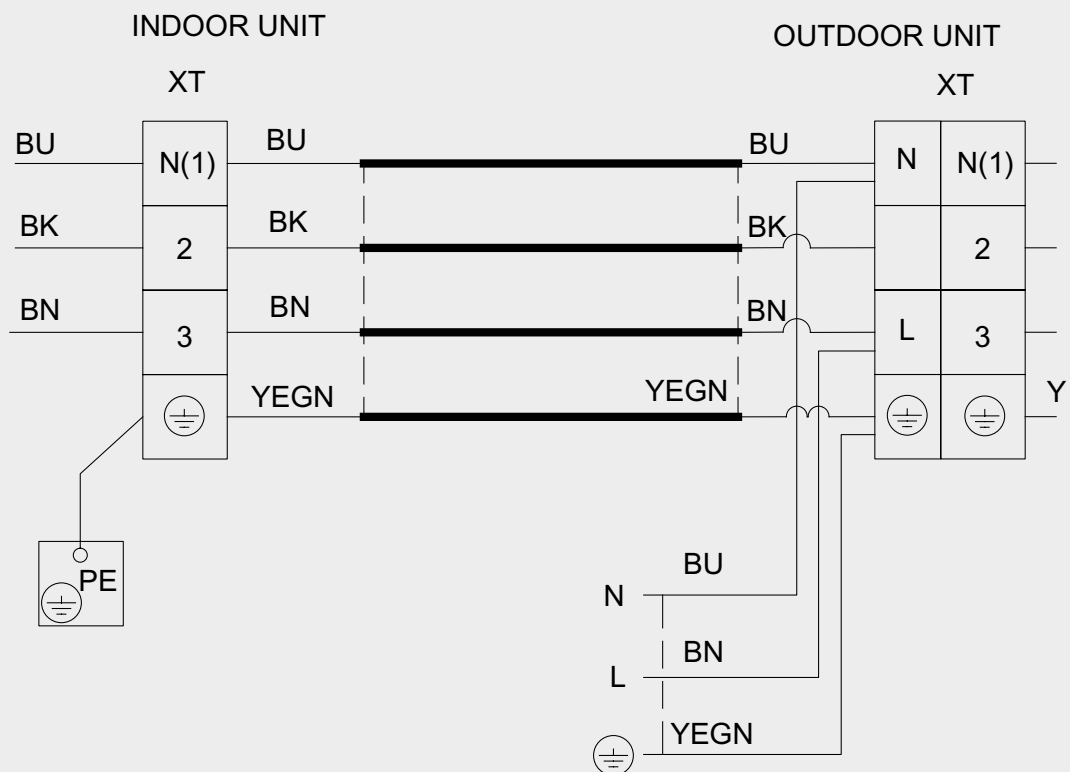 INDOOR UNIT
OUTDOOR UNIT
XT
XT
BU
N(1)
BU
BU
N
N(1)
BK
2
BK
BK
2
BN
3
BN
BN
L
3
YEGN
YEGN
Y
PE
N
BU
L
BN
YEGN